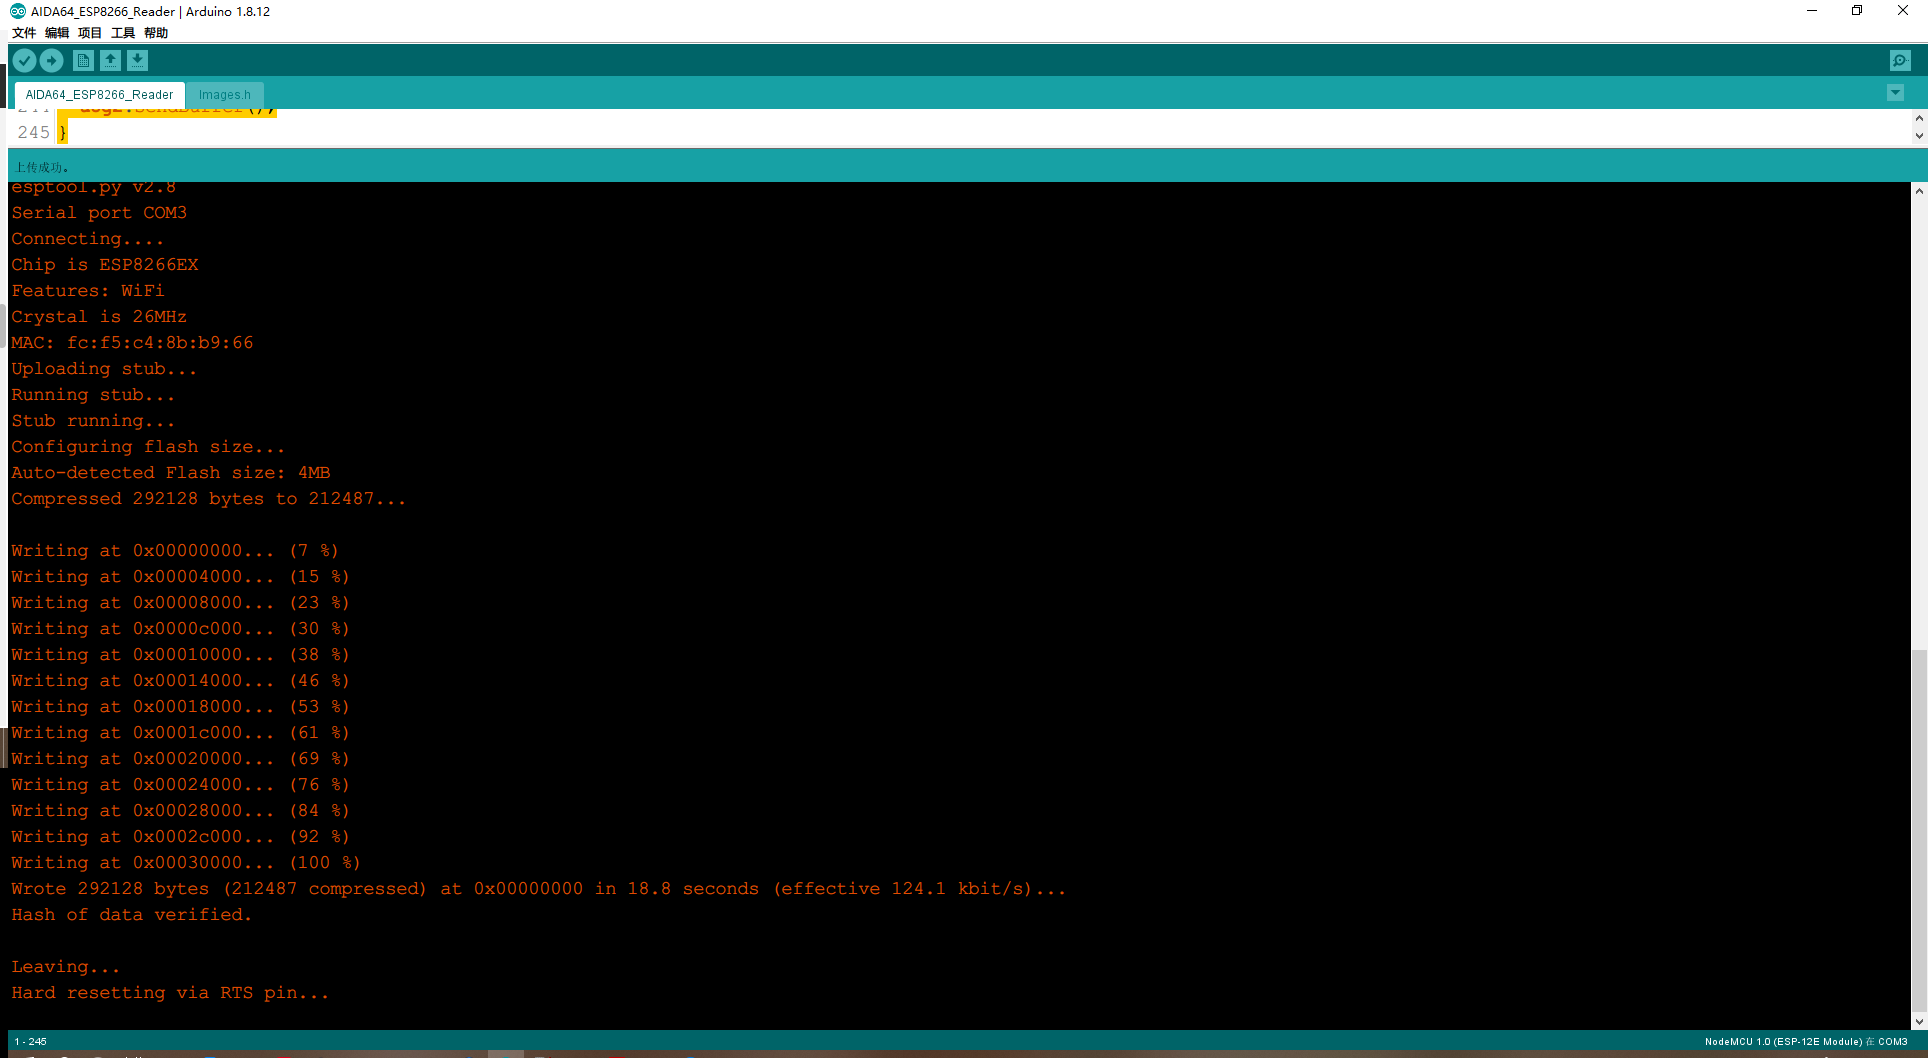 AIDA64_ESP8266_Reader | Arduino 1.8.12
文件 编辑 项目 工具 帮助
AIDA64_ESP8266_Reader Images.h
245 }
上传成功。
esptool.py v2.8
Serial port COM3
Connecting....
Chip is ESP8266EX
Features: WiFi
Crystal is 26MHz
MAC: fc:f5:c4:8b:b9:66
Uploading stub...
Running stub...
Stub running...
Configuring flash size...
Auto-detected Flash size: 4MB
Compressed 292128 bytes to 212487...
Writing at 0x00000000... (7 %)
Writing at 0x00004000... (15 %)
Writing at 0x00008000... (23 %)
Writing at 0x0000c000... (30 %)
Writing at 0x00010000... (38 %)
Writing at 0x00014000... (46 %)
Writing at 0x00018000... (53 %)
Writing at 0x0001c000... (61 %)
Writing at 0x00020000... (69 %)
Writing at 0x00024000... (76 %)
Writing at 0x00028000... (84 %)
Writing at 0x0002c000... (92 %)
Writing at 0x00030000... (100 %)
Wrote 292128 bytes (212487 compressed) at 0x00000000 in 18.8 seconds (effective 124.1 kbit/s)...
Hash of data verified.
Leaving...
Hard resetting via RTS pin...
1 - 245
NodeMCU 1.0 (ESP-12E Module) 在 COM3